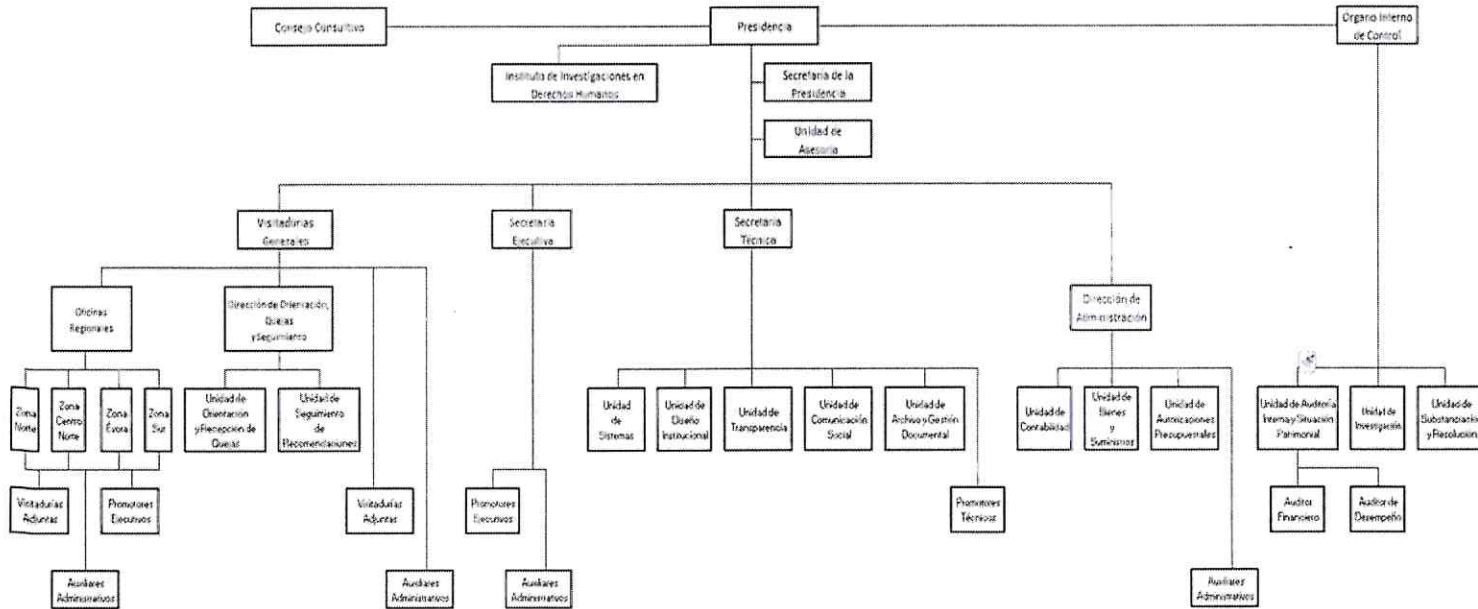 Consejo Consultivo
Presidencia
Órgano Interno
de Control
Instituto de Investigaciones en
Derechos Humanos
Secretaria de la
Presidencia
Unidad de
Asesoría
Visitadurías
Generales
Secretaria
Ejecutiva
Secretaria
Técnica
Oficinas
Regionales
Dirección de Orientación,
Quejas
y Seguimiento
Dirección de
Administración
Zona
Norte
Zona
Centro
Norte
Zona
Évora
Zona
Sur
Unidad de
Orientación
y Recepción de
Quejas
Unidad de
Seguimiento
de
Recomendaciones
Unidad
de
Sistemas
Unidad de
Diseño
Institucional
Unidad
de
Transparencia
Unidad de
Comunicación
Social
Unidad de
Archivo y Gestión
Documental
Unidad de
Contabilidad
Unidad de
Bienes
y
Suministros
Unidad de
Autorizaciones
Presupuestales
Unidad de Auditoría
Interna y Situación
Patrimonial
Unidad de
Investigación
Unidad de
Substanciación
y Resolución
Visitadurías
Adjuntas
Promotores
Ejecutivos
Visitadurías
Adjuntas
Promotores
Ejecutivos
Promotores
Técnicos
Auditor
Financiero
Auditor de
Desempeño
Auxiliares
Administrativos
Auxiliares
Administrativos
Auxiliares
Administrativos
Auxiliares
Administrativos